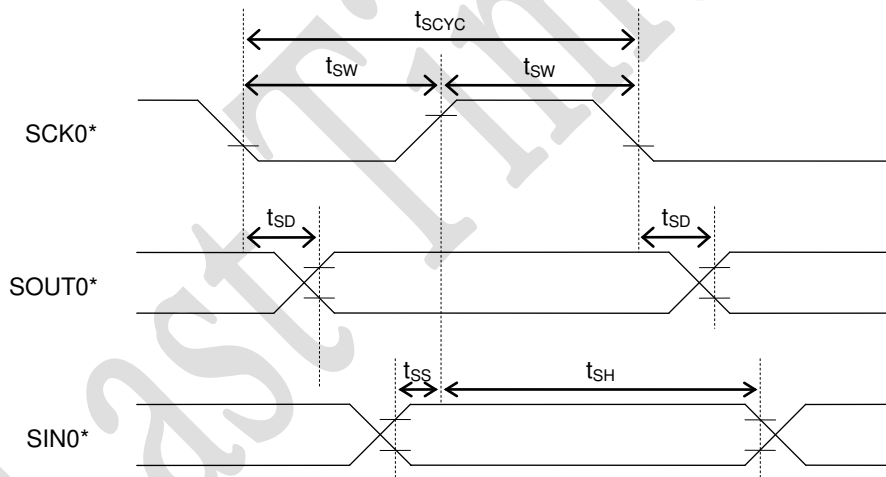 tSCYC
tSW tSW
SCK0*
tSD tSD
SOUT0*
tSS tSH
SIN0*